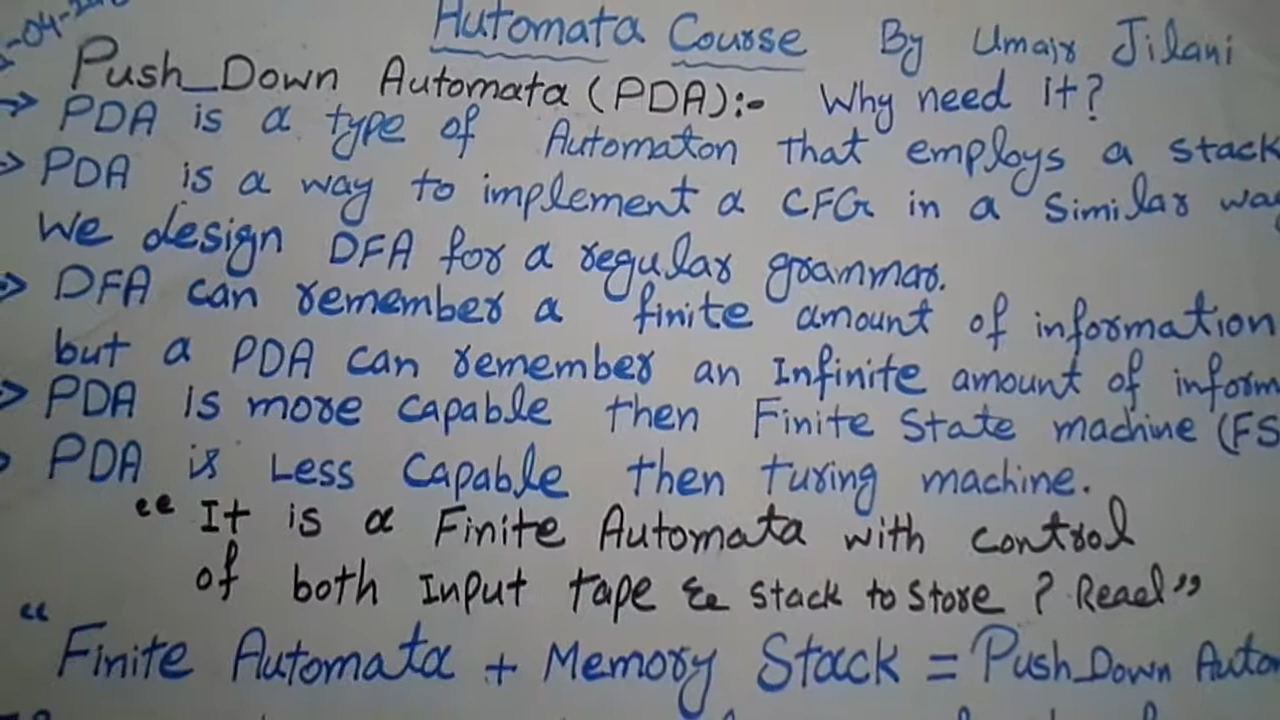 -04-
Automata Course By Umair Jilani
Push_Down Automata (PDA):- Why need it?
→ PDA is a type of Automaton that employs a stack
→ PDA is a way to implement a CFG in a similar way
We design DFA for a regular grammar.
→ DFA can remember a finite amount of information
but a PDA can remember an Infinite amount of inform
→ PDA is more capable then Finite State machine (FS
PDA is Less Capable then turing machine.
“ It is a Finite Automata with control
of both Input tape & stack to store ? Read”
“ Finite Automata + Memory Stack = Push_Down Autom